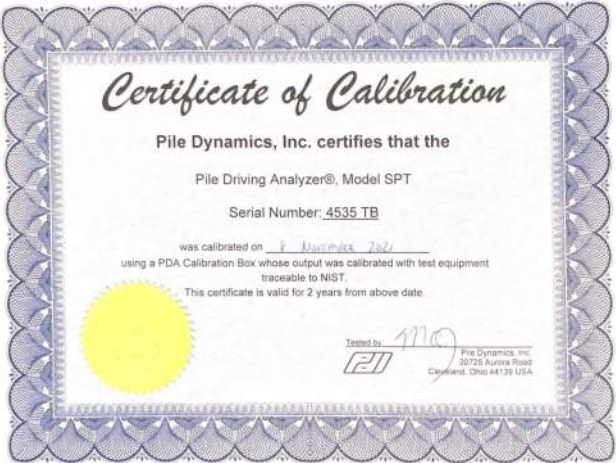 Certificate of Calibration
Pile Dynamics, Inc. certifies that the
Pile Driving Analyzer®, Model SPT
Serial Number: 4535 TB
was calibrated on 8 November 2021
using a PDA Calibration Box whose output was calibrated with test equipment
traceable to NIST.
This certificate is valid for 2 years from above date.
Tested by:
PDI
Pile Dynamics, Inc
30725 Aurora Road
Cleveland, Ohio 44139 USA